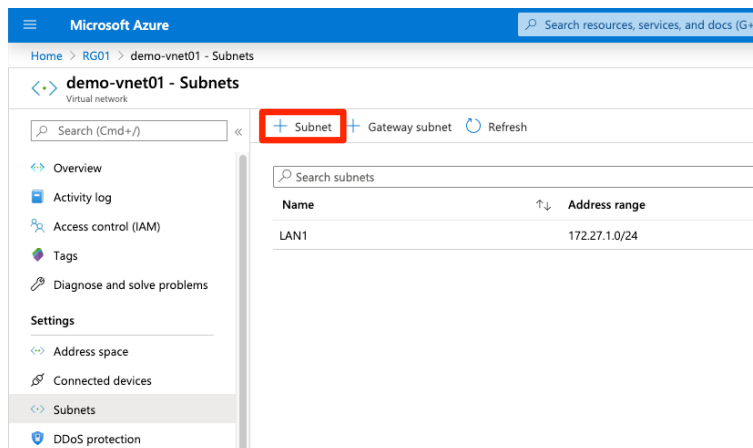 Microsoft Azure
Search resources, services, and docs (G+
Home > RG01 > demo-vnet01 - Subnets
demo-vnet01 - Subnets
Virtual network
Search (Cmd+/)
«
+ Subnet
+ Gateway subnet
Refresh
Overview
Activity log
Access control (IAM)
Tags
Diagnose and solve problems
Settings
Address space
Connected devices
Subnets
DDoS protection
Search subnets
Name ↑↓ Address range
LAN1 172.27.1.0/24